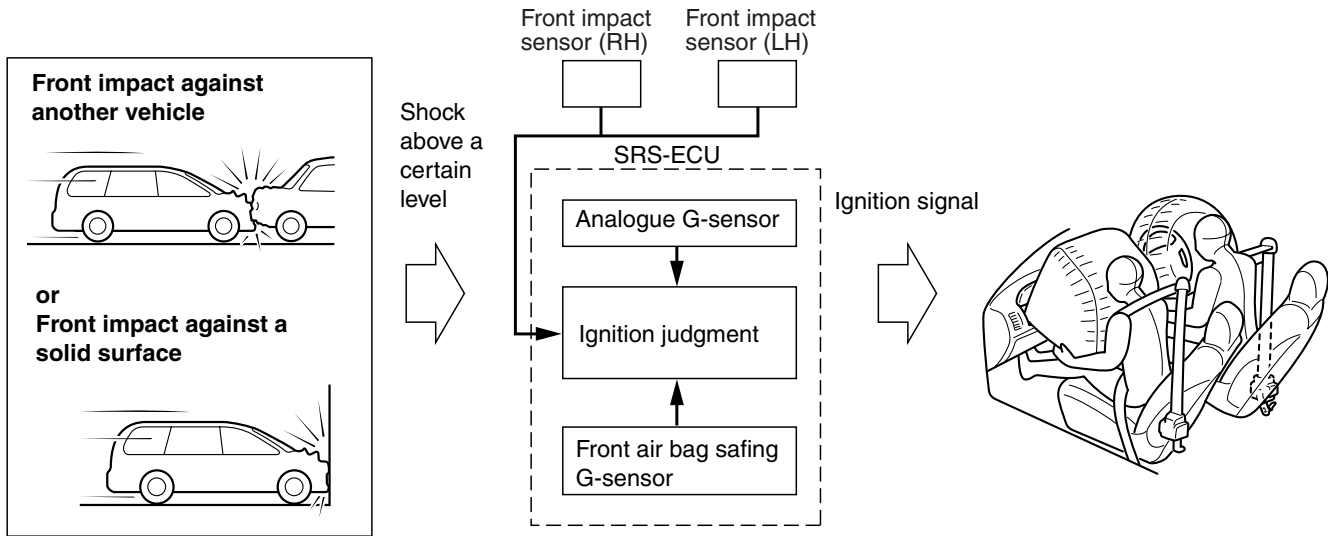 Front impact against
another vehicle
or
Front impact against a
solid surface
Shock
above a
certain
level
Front impact
sensor (RH)
Front impact
sensor (LH)
SRS-ECU
Analogue G-sensor
Ignition judgment
Front air bag safing
G-sensor
Ignition signal